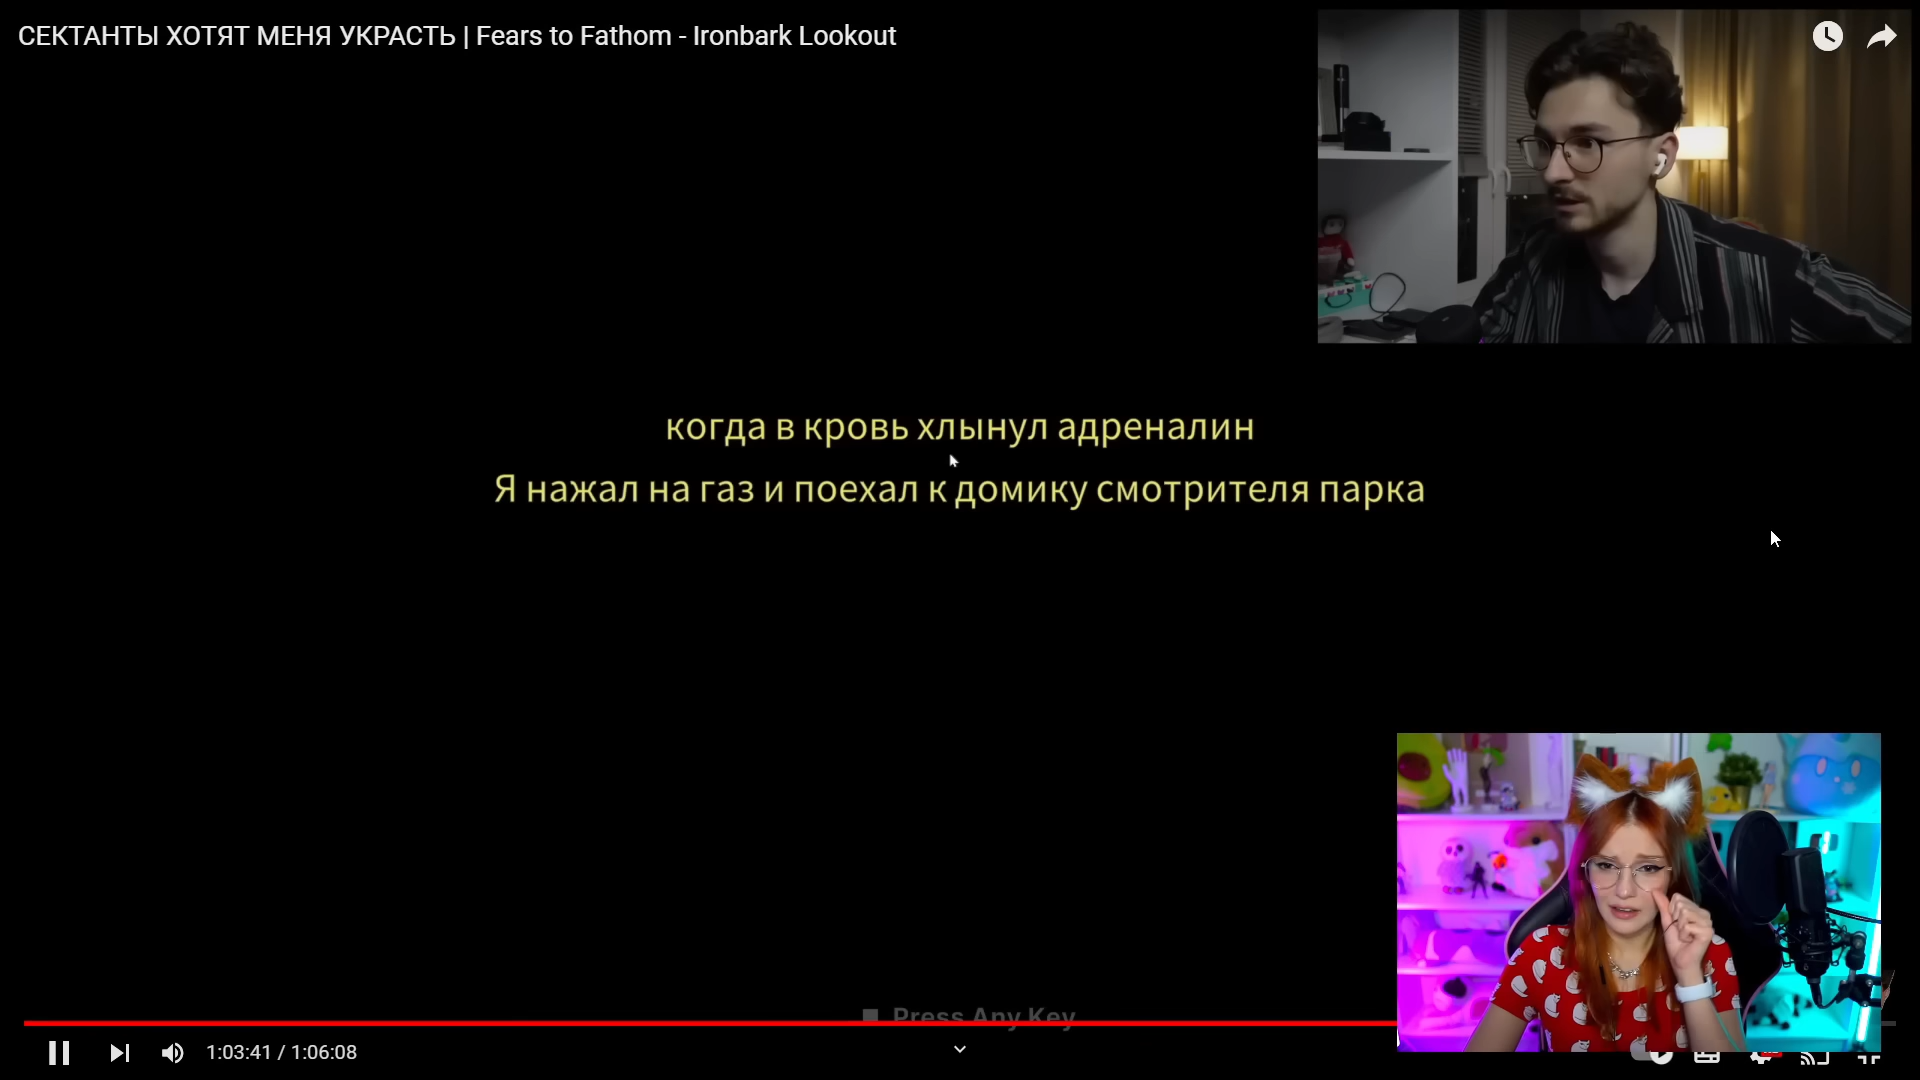 СЕКТАНТЫ ХОТЯТ МЕНЯ УКРАСТЬ | Fears to Fathom - Ironbark Lookout
когда в кровь хлынул адреналин
Я нажал на газ и поехал к домику смотрителя парка
Press Any Key
1:03:41 / 1:06:08